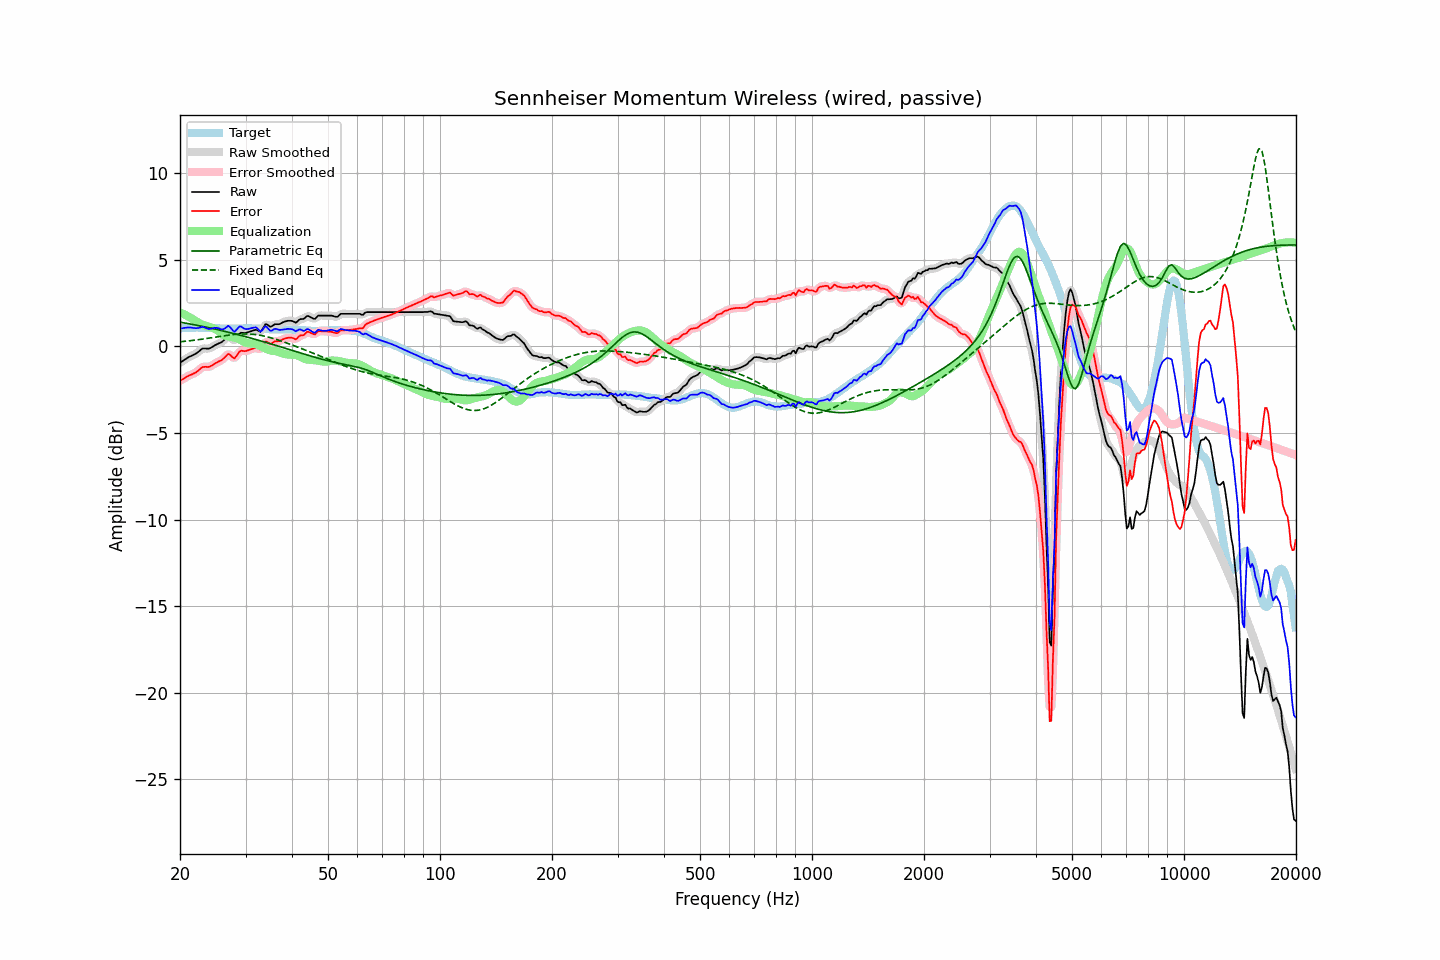 Sennheiser Momentum Wireless (wired, passive)
Target
Raw Smoothed
Error Smoothed
Raw
Error
Equalization
Parametric Eq
Fixed Band Eq
Equalized
Amplitude (dBr)
10
5
0
−5
−10
−15
−20
−25
20 50 100 200 500 1000 2000 5000 10000 20000
Frequency (Hz)